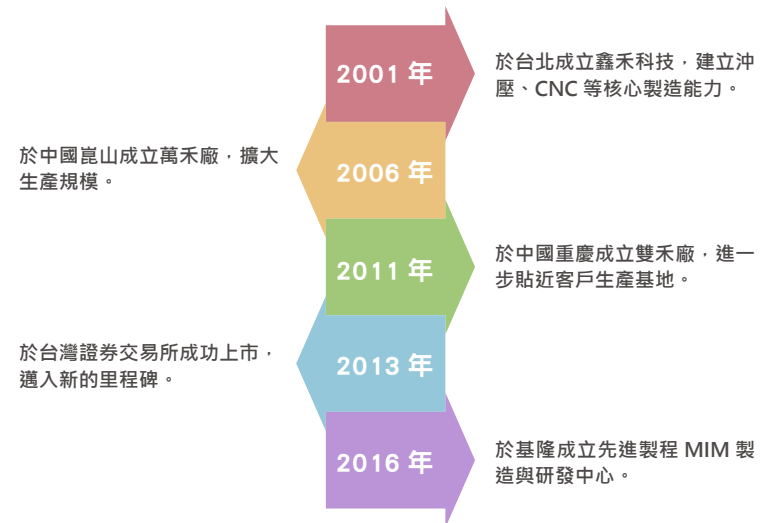 2001 年
於台北成立鑫禾科技，建立沖
壓、CNC 等核心製造能力。
2006 年
於中國崑山成立萬禾廠，擴大
生產規模。
2011 年
於中國重慶成立雙禾廠，進一
步貼近客戶生產基地。
2013 年
於台灣證券交易所成功上市，
邁入新的里程碑。
2016 年
於基隆成立先進製程 MIM 製
造與研發中心。